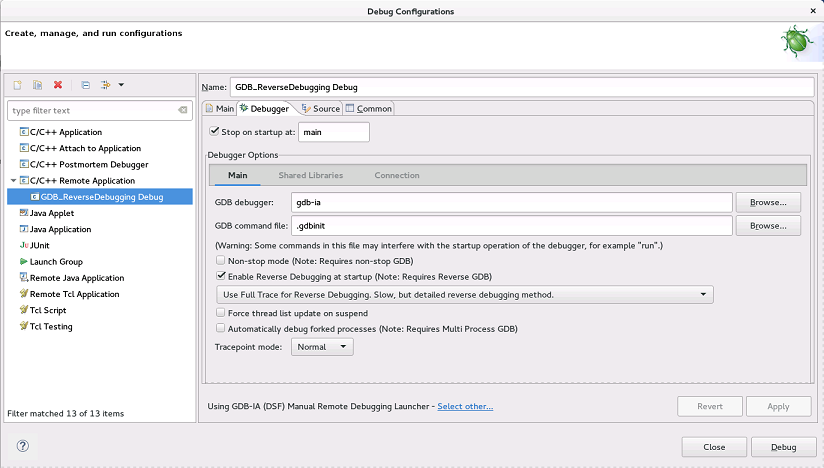 Debug Configurations
Create, manage, and run configurations
Name: GDB_ReverseDebugging Debug
type filter text
Main Debugger Source Common
C/C++ Application
C/C++ Attach to Application
C/C++ Postmortem Debugger
C/C++ Remote Application
GDB_ReverseDebugging Debug
Java Applet
Java Application
JUnit
Launch Group
Remote Java Application
Remote Tcl Application
Tcl Script
Tcl Testing
Filter matched 13 of 13 items
Stop on startup at: main
Debugger Options
Main Shared Libraries Connection
GDB debugger: gdb-ia Browse...
GDB command file: .gdbinit Browse...
(Warning: Some commands in this file may interfere with the startup operation of the debugger, for example "run".)
Non-stop mode (Note: Requires non-stop GDB)
Enable Reverse Debugging at startup (Note: Requires Reverse GDB)
Use Full Trace for Reverse Debugging. Slow, but detailed reverse debugging method.
Force thread list update on suspend
Automatically debug forked processes (Note: Requires Multi Process GDB)
Tracepoint mode: Normal
Using GDB-IA (DSF) Manual Remote Debugging Launcher - Select other...
Revert Apply
? Close Debug